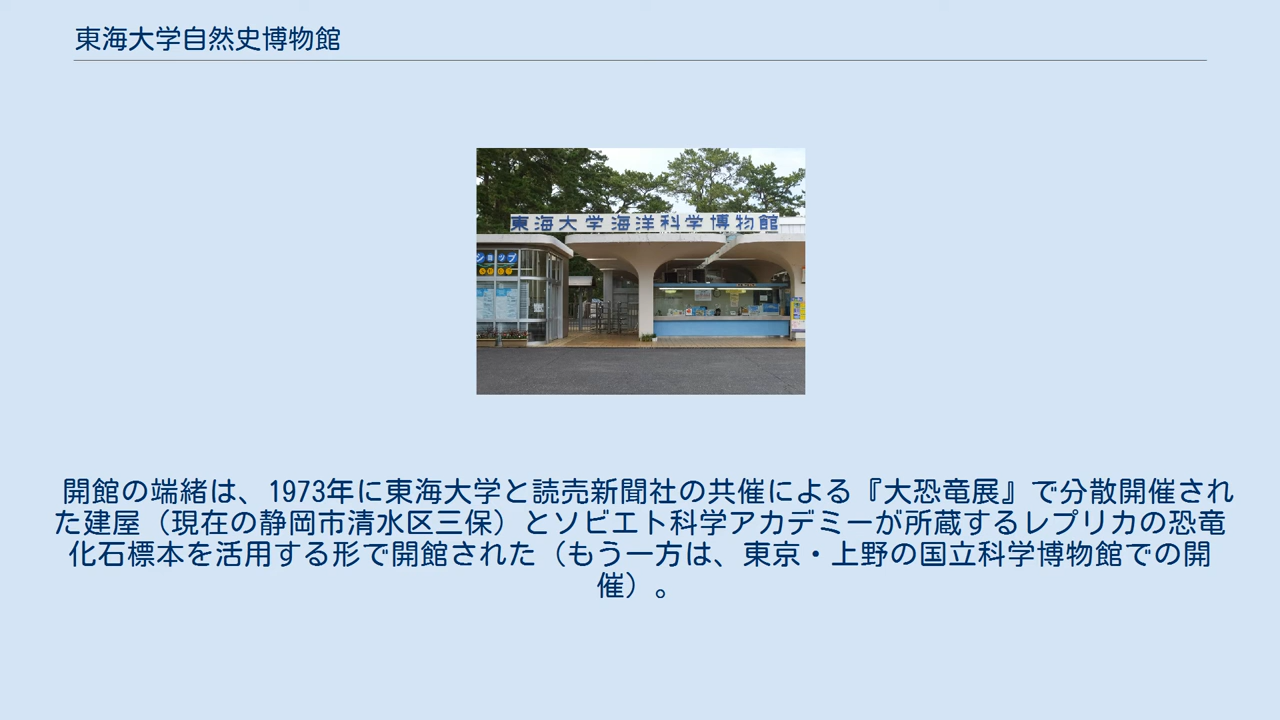 東海大学自然史博物館
東海大学海洋科学博物館
ショップ
開館の端緒は、1973年に東海大学と読売新聞社の共催による『大恐竜展』で分散開催され
た建屋（現在の静岡市清水区三保）とソビエト科学アカデミーが所蔵するレプリカの恐竜
化石標本を活用する形で開館された（もう一方は、東京・上野の国立科学博物館での開
催）。